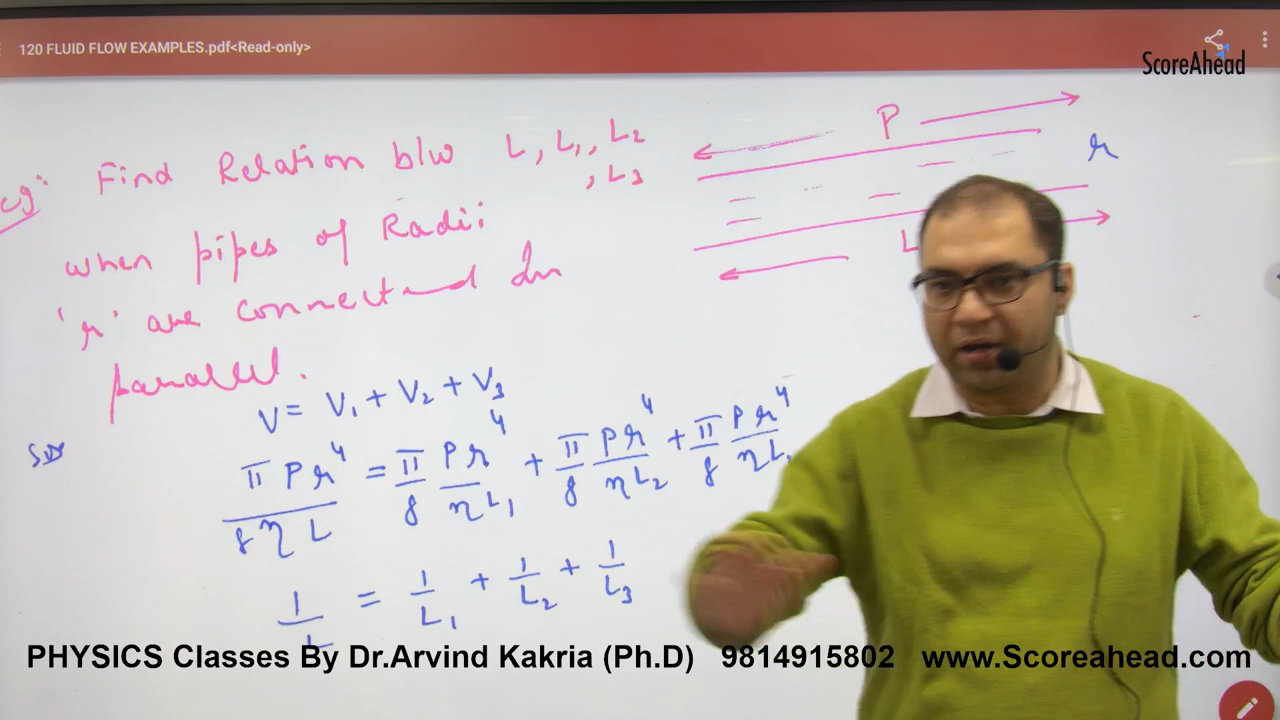 120 FLUID FLOW EXAMPLES.pdf<Read-only>
ScoreAhead
eg: Find Relation b/w L, L₁, L₂
, L₃
when pipes of Radii
'r' are connected In
parallel.
P
r
L
Sol
V = V₁ + V₂ + V₃
πPr⁴/8ηL = π/8 Pr⁴/ηL₁ + π/8 Pr⁴/ηL₂ + π/8 Pr⁴/ηL
1/L = 1/L₁ + 1/L₂ + 1/L₃
PHYSICS Classes By Dr.Arvind Kakria (Ph.D) 9814915802 www.Scoreahead.com